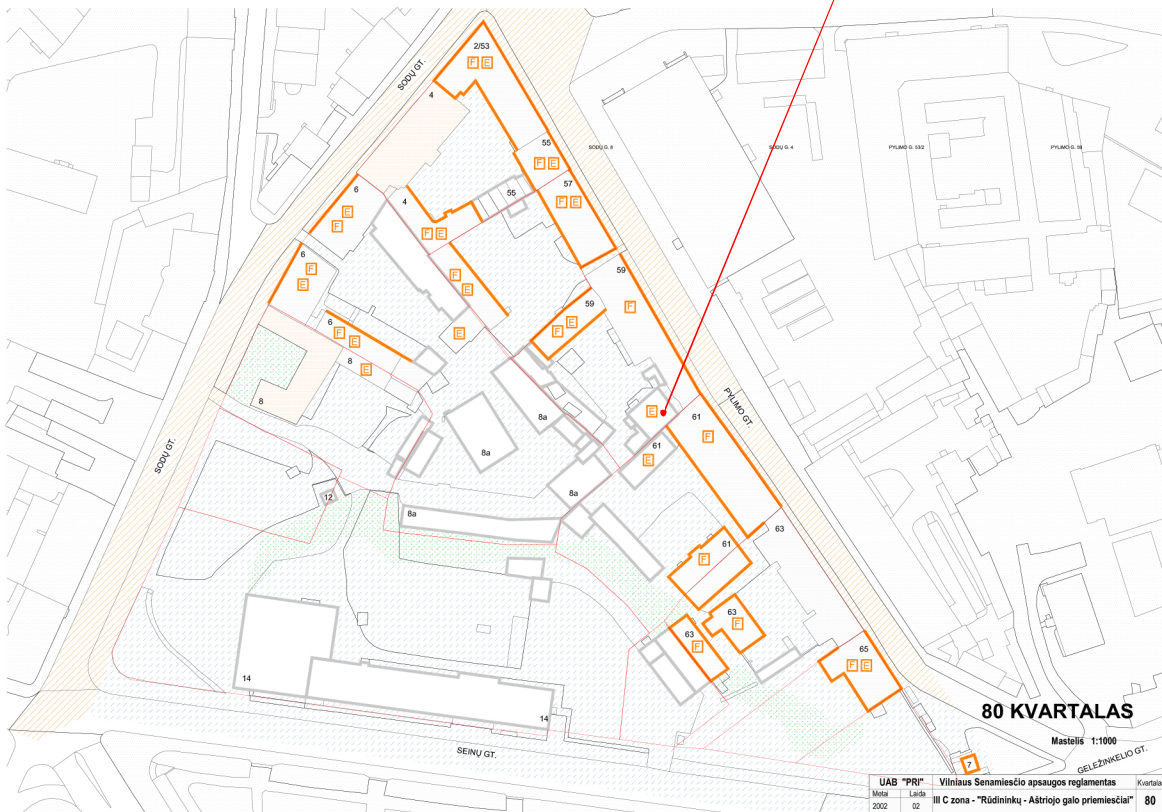 2/53
F E
SODŲ GT.
4
55
F E
SODŲ G. 8
SODŲ G. 4
PYLIMO G. 53/2
PYLIMO G. 58
57
F E
55
6
E
F
4
F E
6
F
E
59
F
E
F
E
59
E
F
6
F
E
E
8
E
8
PYLIMO GT.
E
61
F
8a
61
E
8a
SODŲ GT.
8a
12
8a
63
61
F
63
F
63
F
65
F E
14
14
SEINŲ GT.
80 KVARTALAS
Mastelis 1:1000
GELEŽINKELIO GT.
7
UAB "PRI" Vilniaus Senamiesčio apsaugos reglamentas Kvartalas
Metai Laida III C zona - "Rūdininkų - Aštriojo galo priemiesčiai" 80
2002 02